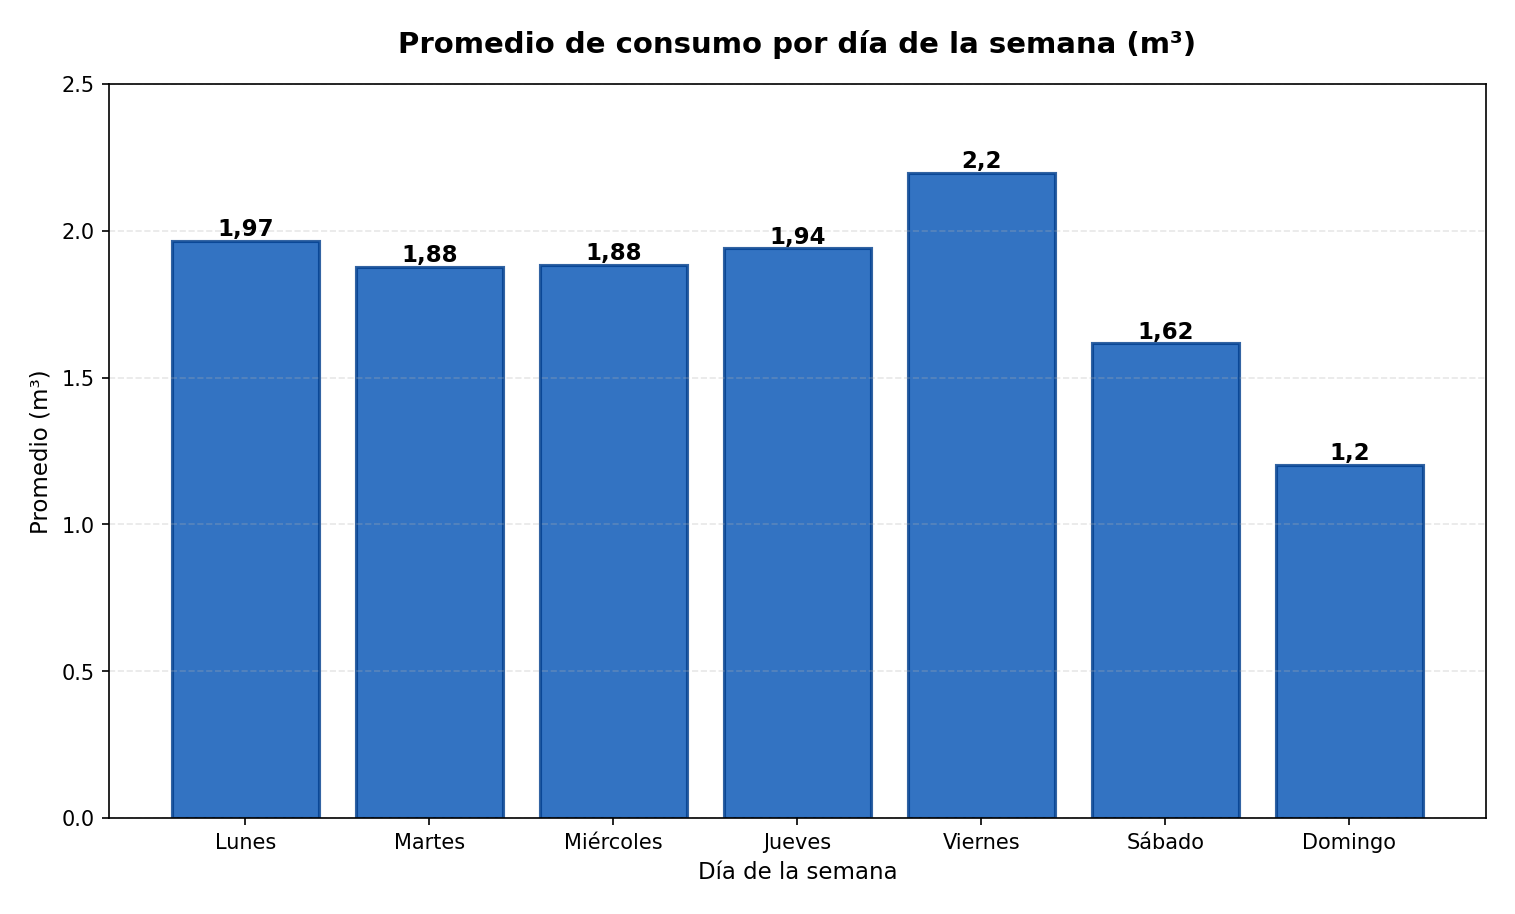 Promedio de consumo por día de la semana (m³)
Promedio (m³)
2.5
2.0
1.5
1.0
0.5
0.0
1,97
1,88
1,88
1,94
2,2
1,62
1,2
Lunes
Martes
Miércoles
Jueves
Viernes
Sábado
Domingo
Día de la semana